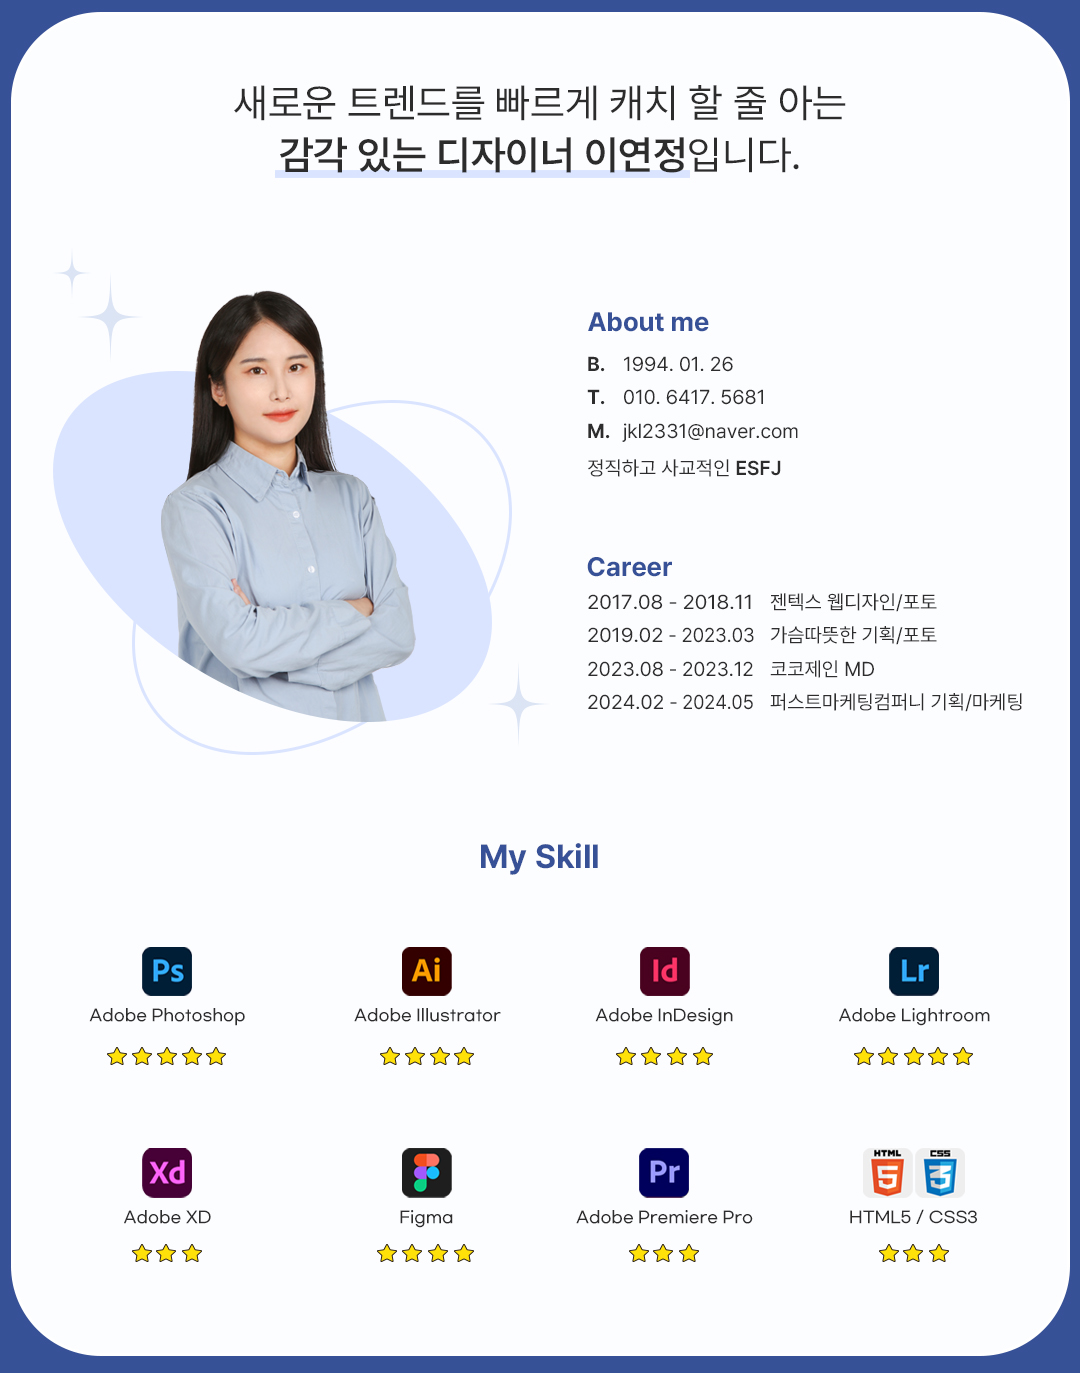 새로운 트렌드를 빠르게 캐치 할 줄 아는
감각 있는 디자이너 이연정입니다.
About me
B. 1994. 01. 26
T. 010. 6417. 5681
M. jkl2331@naver.com
정직하고 사교적인 ESFJ
Career
2017.08 - 2018.11 젠텍스 웹디자인/포토
2019.02 - 2023.03 가슴따뜻한 기획/포토
2023.08 - 2023.12 코코제인 MD
2024.02 - 2024.05 퍼스트마케팅컴퍼니 기획/마케팅
My Skill
Ps Ai Id Lr
Adobe Photoshop Adobe Illustrator Adobe InDesign Adobe Lightroom
Xd Pr HTML 5 CSS 3
Adobe XD Figma Adobe Premiere Pro HTML5 / CSS3